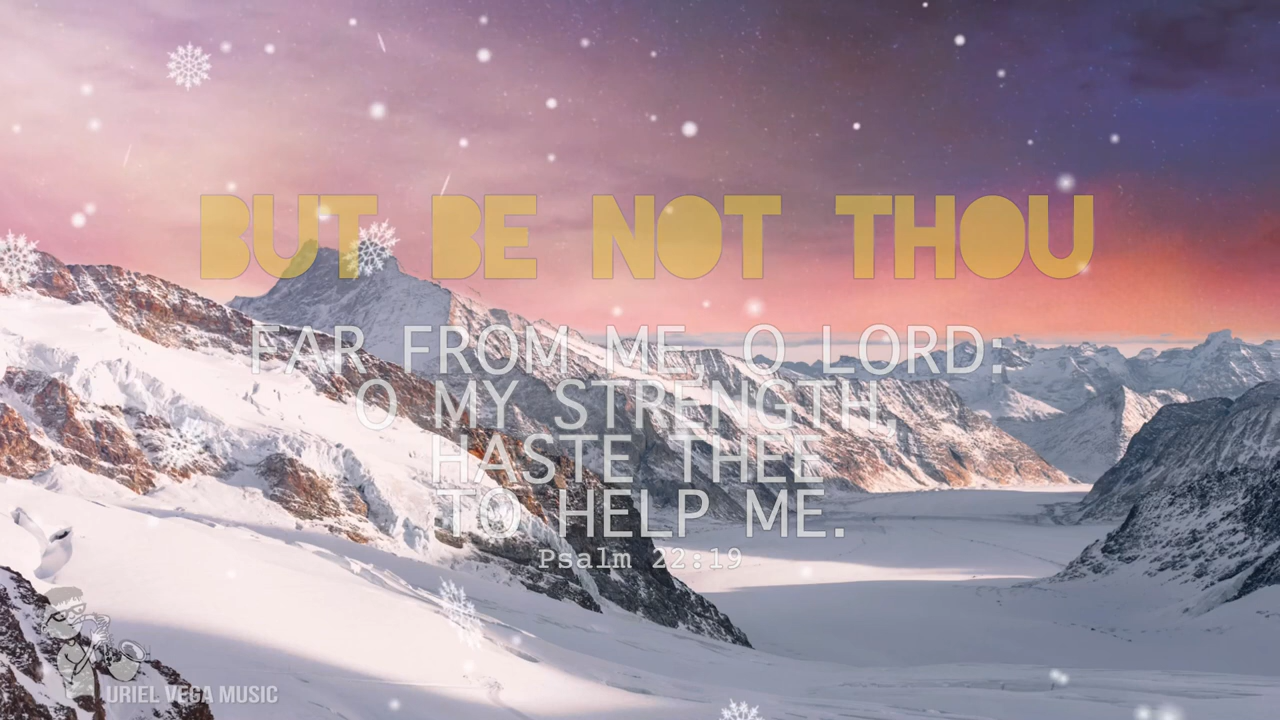 BUT BE NOT THOU
FAR FROM ME, O LORD:
O MY STRENGTH,
HASTE THEE
TO HELP ME.
Psalm 22:19
URIEL VEGA MUSIC